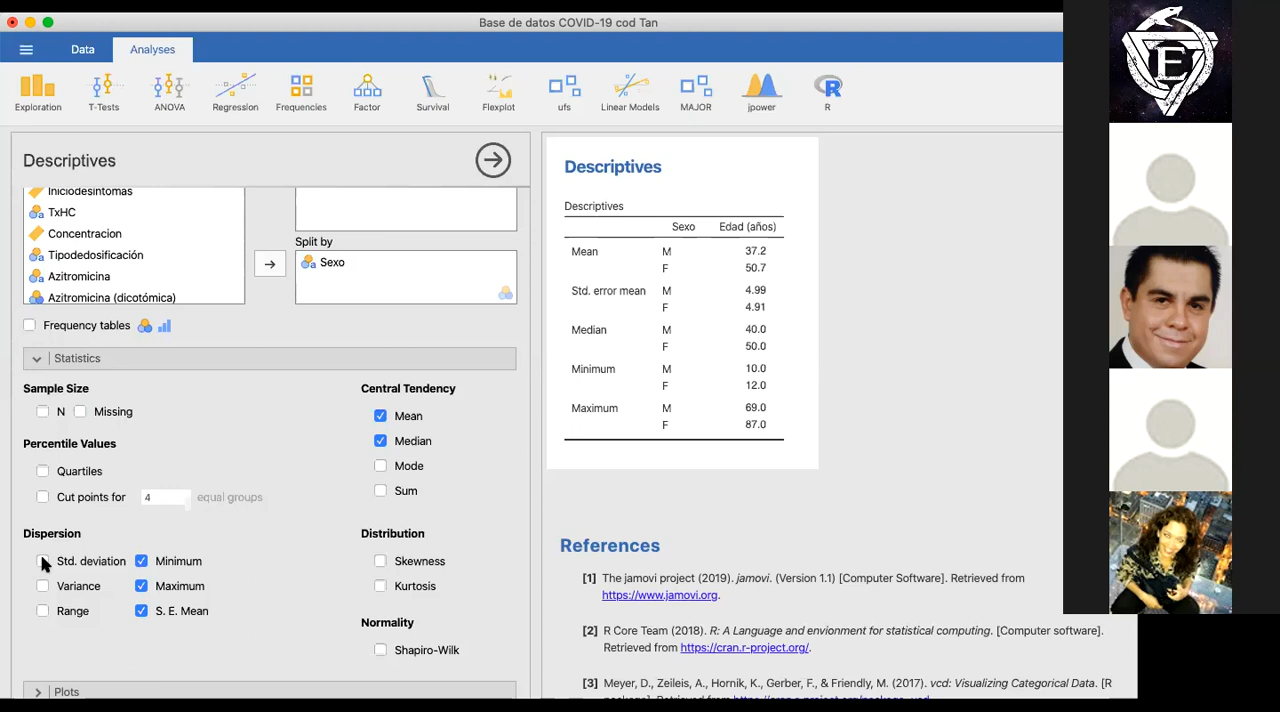 Base de datos COVID-19 cod Tan
Data Analyses
Exploration T-Tests ANOVA Regression Frequencies Factor Survival Flexplot ufs Linear Models MAJOR jpower R
Descriptives
Iniciodesintomas
TxHC
Concentracion
Tipodedosificación
Azitromicina
Azitromicina (dicotómica)
Split by
Sexo
Frequency tables
Statistics
Sample Size
N Missing
Percentile Values
Quartiles
Cut points for 4 equal groups
Dispersion
Std. deviation Minimum
Variance Maximum
Range S. E. Mean
Central Tendency
Mean
Median
Mode
Sum
Distribution
Skewness
Kurtosis
Normality
Shapiro-Wilk
Plots
Descriptives
Descriptives
Sexo Edad (años)
Mean M 37.2
F 50.7
Std. error mean M 4.99
F 4.91
Median M 40.0
F 50.0
Minimum M 10.0
F 12.0
Maximum M 69.0
F 87.0
References
[1] The jamovi project (2019). jamovi. (Version 1.1) [Computer Software]. Retrieved from
https://www.jamovi.org.
[2] R Core Team (2018). R: A Language and envionment for statistical computing. [Computer software].
Retrieved from https://cran.r-project.org/.
[3] Meyer, D., Zeileis, A., Hornik, K., Gerber, F., & Friendly, M. (2017). vcd: Visualizing Categorical Data. [R
E